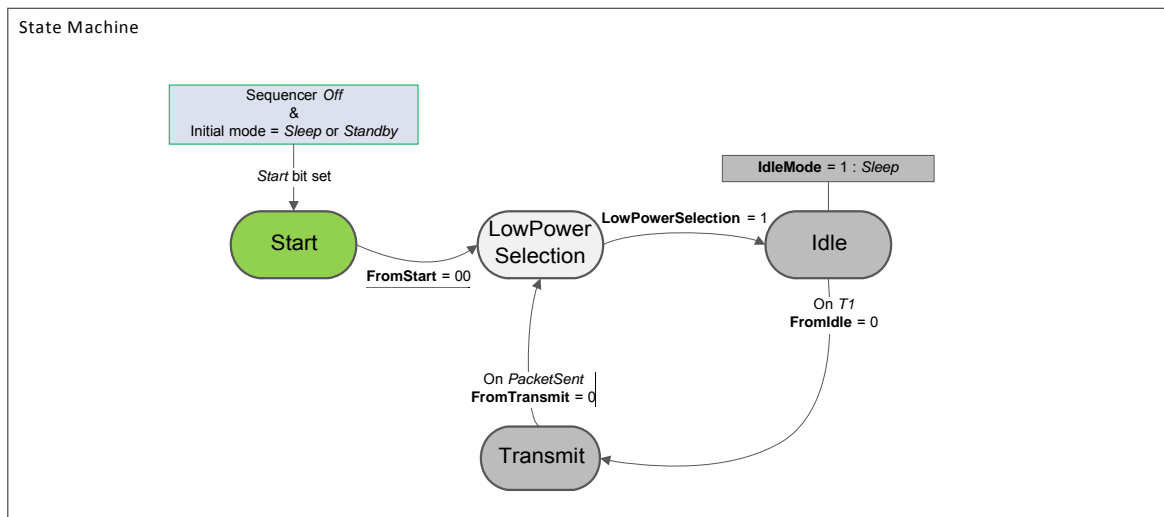 State Machine
Sequencer Off
&
Initial mode = Sleep or Standby
Start bit set
IdleMode = 1 : Sleep
Start
LowPower
Selection
LowPowerSelection = 1
Idle
FromStart = 00
On T1
FromIdle = 0
On PacketSent
FromTransmit = 0
Transmit